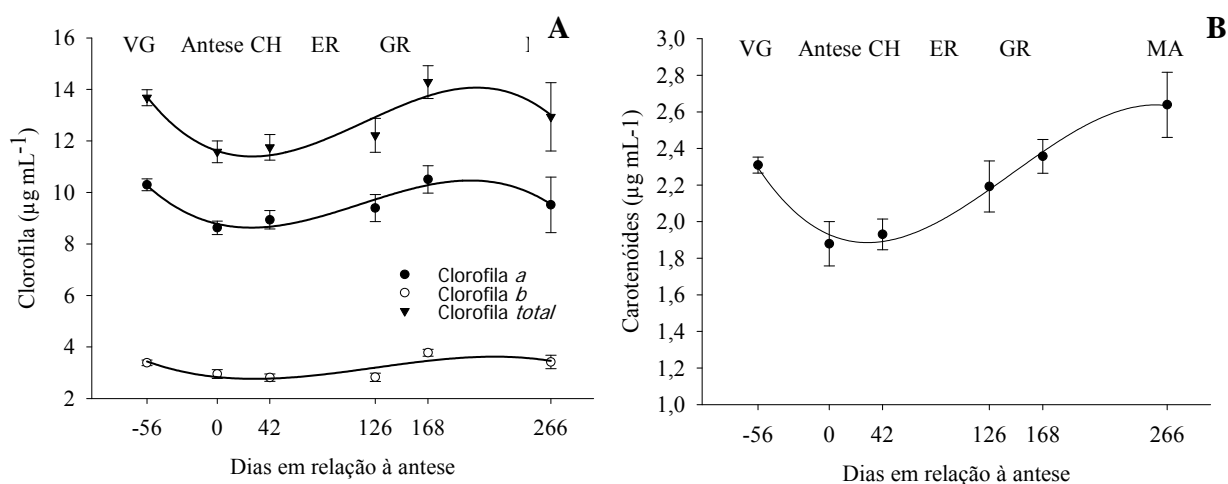 A
VG Antese CH ER GR
16
14
12
10
8
6
4
2
Clorofila (µg mL-1)
Clorofila a
Clorofila b
Clorofila total
-56 0 42 126 168 266
Dias em relação à antese
B
VG Antese CH ER GR MA
3,0
2,8
2,6
2,4
2,2
2,0
1,8
1,6
1,4
1,2
1,0
Carotenóides (µg mL-1)
-56 0 42 126 168 266
Dias em relação à antese